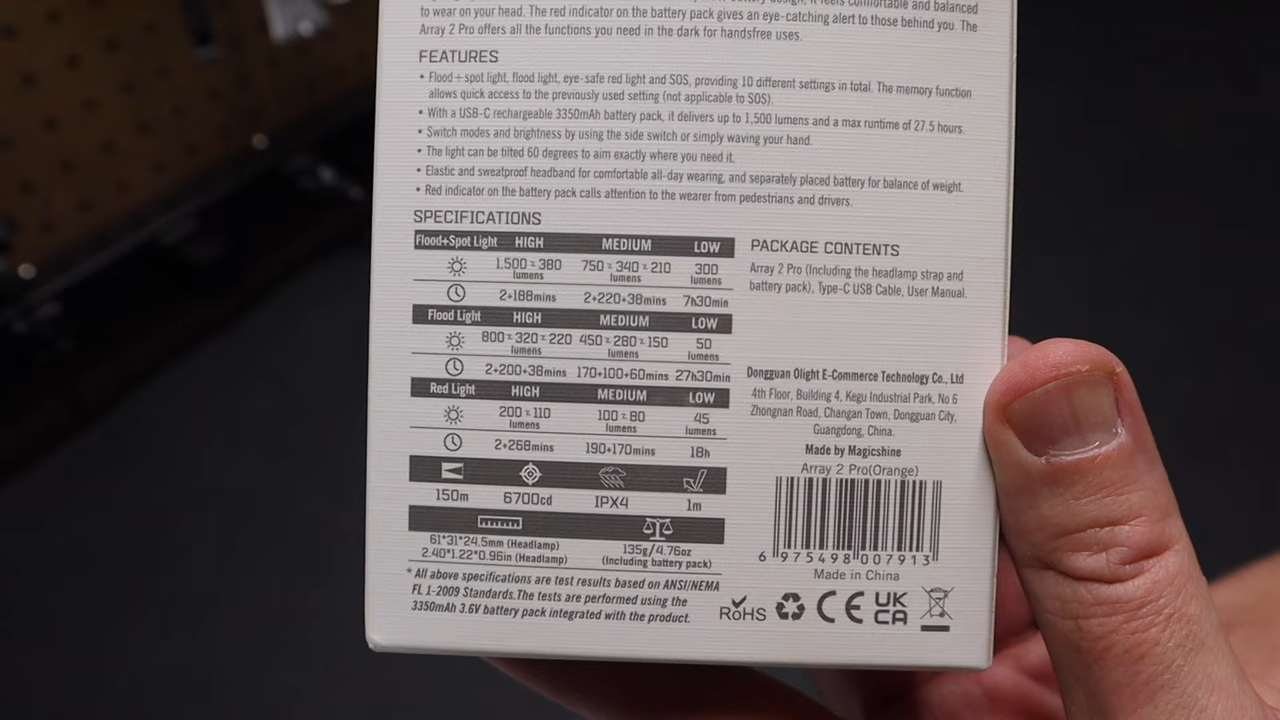 comfortable and balanced
to wear on your head. The red indicator on the battery pack gives an eye-catching alert to those behind you. The
Array 2 Pro offers all the functions you need in the dark for handsfree uses.
FEATURES
• Flood+spot light, flood light, eye-safe red light and SOS, providing 10 different settings in total. The memory function
allows quick access to the previously used setting (not applicable to SOS).
• With a USB-C rechargeable 3350mAh battery pack, it delivers up to 1,500 lumens and a max runtime of 27.5 hours.
• Switch modes and brightness by using the side switch or simply waving your hand.
• The light can be tilted 60 degrees to aim exactly where you need it.
• Elastic and sweatproof headband for comfortable all-day wearing, and separately placed battery for balance of weight.
• Red indicator on the battery pack calls attention to the wearer from pedestrians and drivers.
SPECIFICATIONS
Flood+Spot Light HIGH MEDIUM LOW
1,500~380 lumens 750~340~210 lumens 300 lumens
2+188mins 2+220+38mins 7h30min
Flood Light HIGH MEDIUM LOW
800~320~220 lumens 450~280~150 lumens 50 lumens
2+200+38mins 170+100+60mins 27h30min
Red Light HIGH MEDIUM LOW
200~110 lumens 100~80 lumens 45 lumens
2+268mins 190+170mins 18h
150m 6700cd IPX4 1m
61*31*24.5mm (Headlamp)
2.40*1.22*0.96in (Headlamp)
135g/4.76oz
(Including battery pack)
* All above specifications are test results based on ANSI/NEMA
FL 1-2009 Standards.The tests are performed using the
3350mAh 3.6V battery pack integrated with the product.
PACKAGE CONTENTS
Array 2 Pro (Including the headlamp strap and
battery pack), Type-C USB Cable, User Manual.
Dongguan Olight E-Commerce Technology Co., Ltd
4th Floor, Building 4, Kegu Industrial Park, No 6
Zhongnan Road, Changan Town, Dongguan City,
Guangdong, China.
Made by Magicshine
Array 2 Pro(Orange)
6 975498 007913
Made in China
RoHS CE UK CA